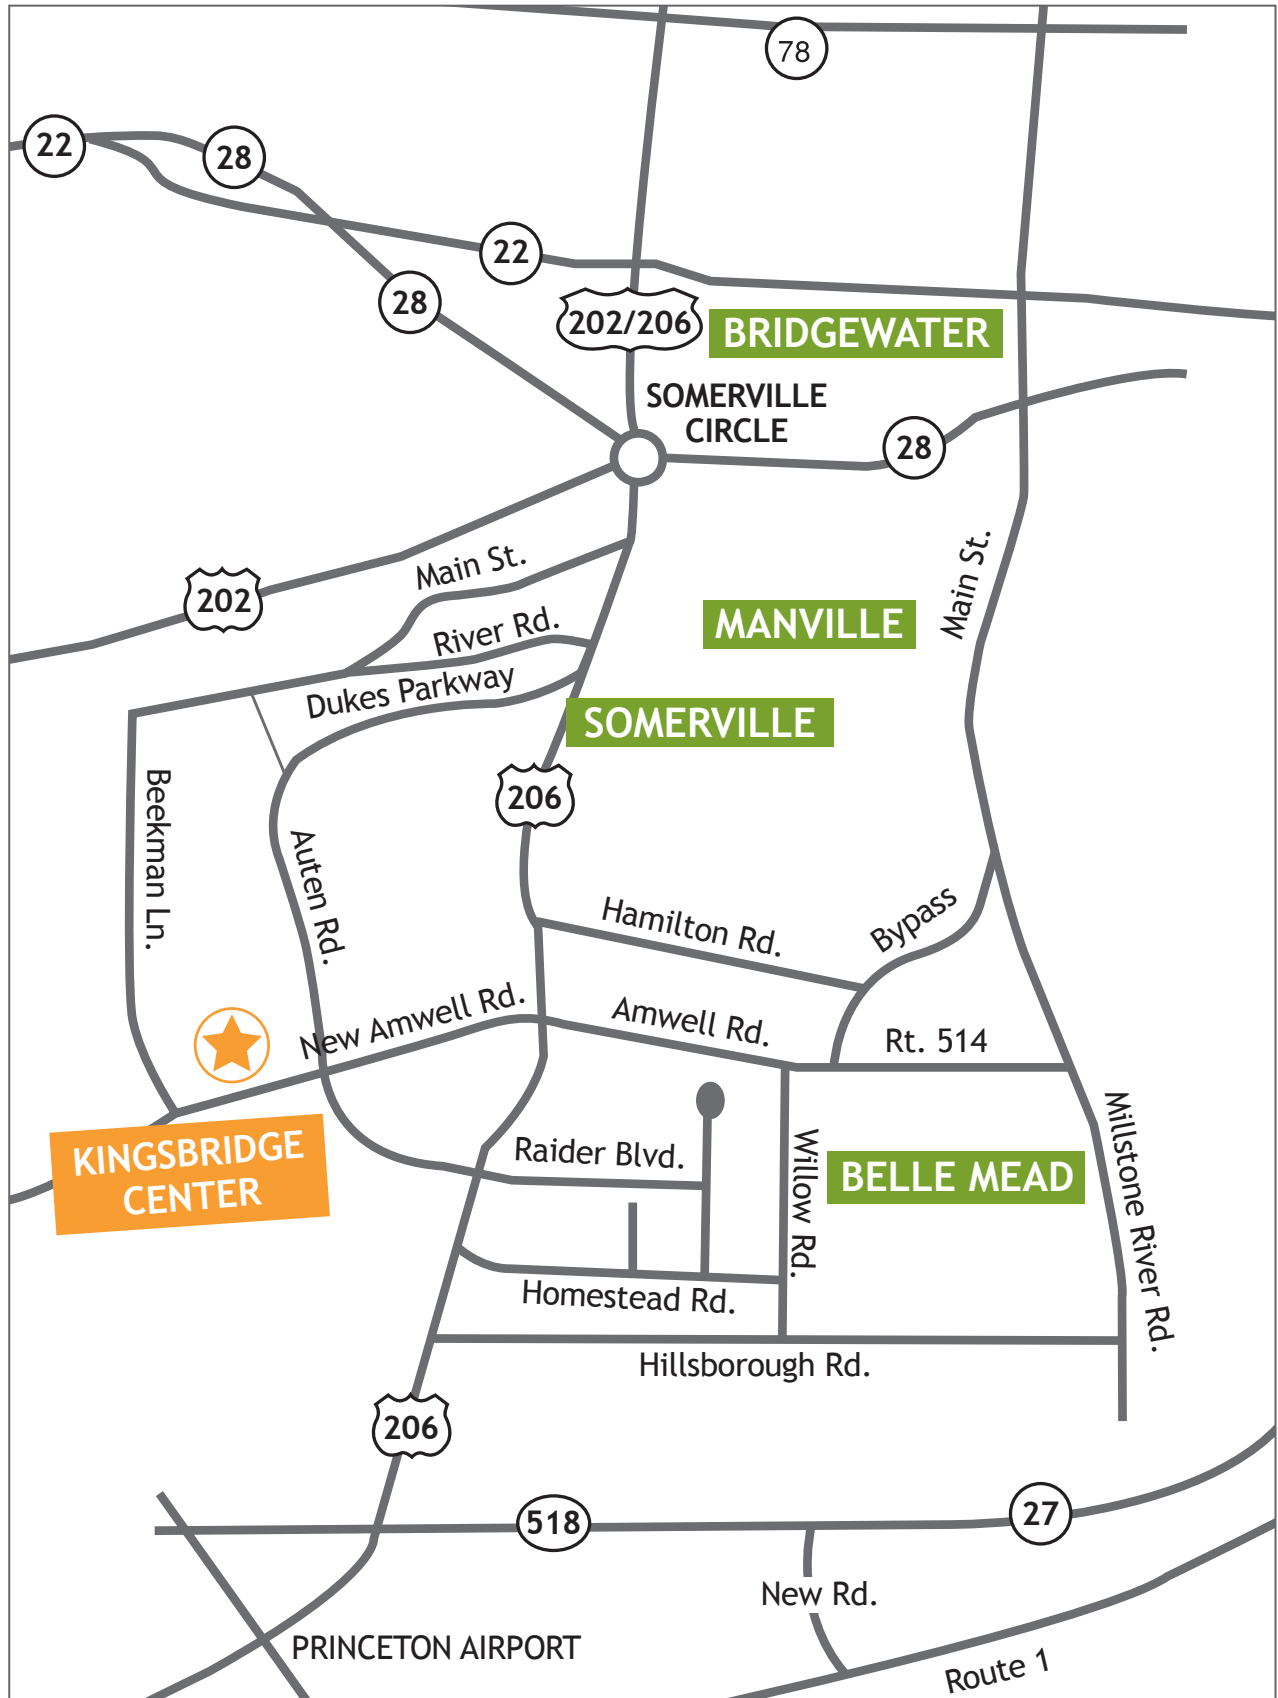 78
22
28
22
28
202/206
BRIDGEWATER
SOMERVILLE
CIRCLE
28
Main St.
202
Main St.
River Rd.
MANVILLE
Dukes Parkway
SOMERVILLE
206
Beekman Ln.
Auten Rd.
Hamilton Rd.
Bypass
New Amwell Rd.
Amwell Rd.
Rt. 514
KINGSBRIDGE
CENTER
Raider Blvd.
Willow Rd.
BELLE MEAD
Millstone River Rd.
Homestead Rd.
Hillsborough Rd.
206
518
27
New Rd.
PRINCETON AIRPORT
Route 1